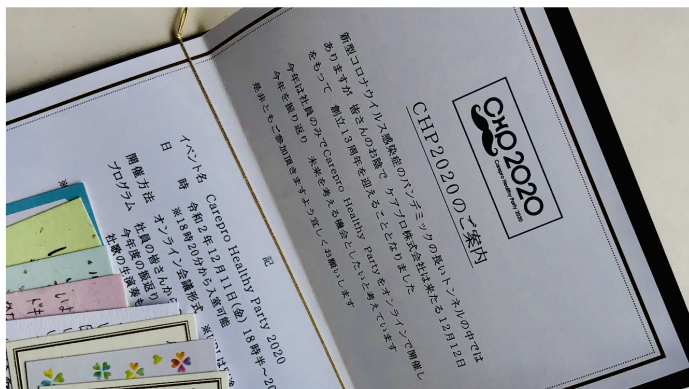 CHO 2020
Carepro Healthy Party 2020
CHP2020のご案内
新型コロナウイルス感染症のパンデミックの長いトンネルの中では
ありますが 皆さんのお陰で ケアプロ株式会社は来たる12月12日
をもって 創立13周年を迎えることとなりました
今年は社員のみでCarepro Healthy Partyをオンラインで開催し
今年を振り返り 未来を考える機会としたいと考えています
是非ともご参加頂きますよう宜しくお願いします
記
イベント名 Carepro Healthy Party 2020
日 時 令和2年12月11日(金) 18時半～20
※18時20分から入室可能
開催方法 オンライン会議形式
プログラム 社員の皆さんから
今年度の振返り
社歌の生演奏